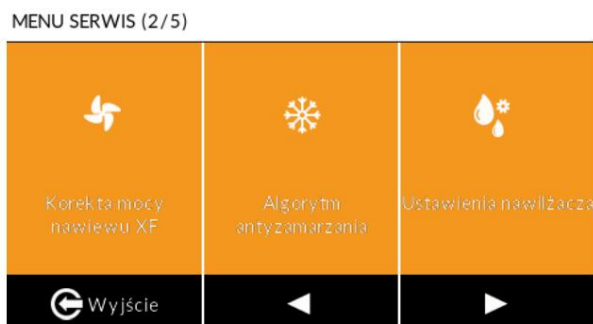 MENU SERWIS (2/5)
Korekta mocy
nawiewu XF
Algorytm
antyzamarzania
Ustawienia nawilżacza
Wyjście